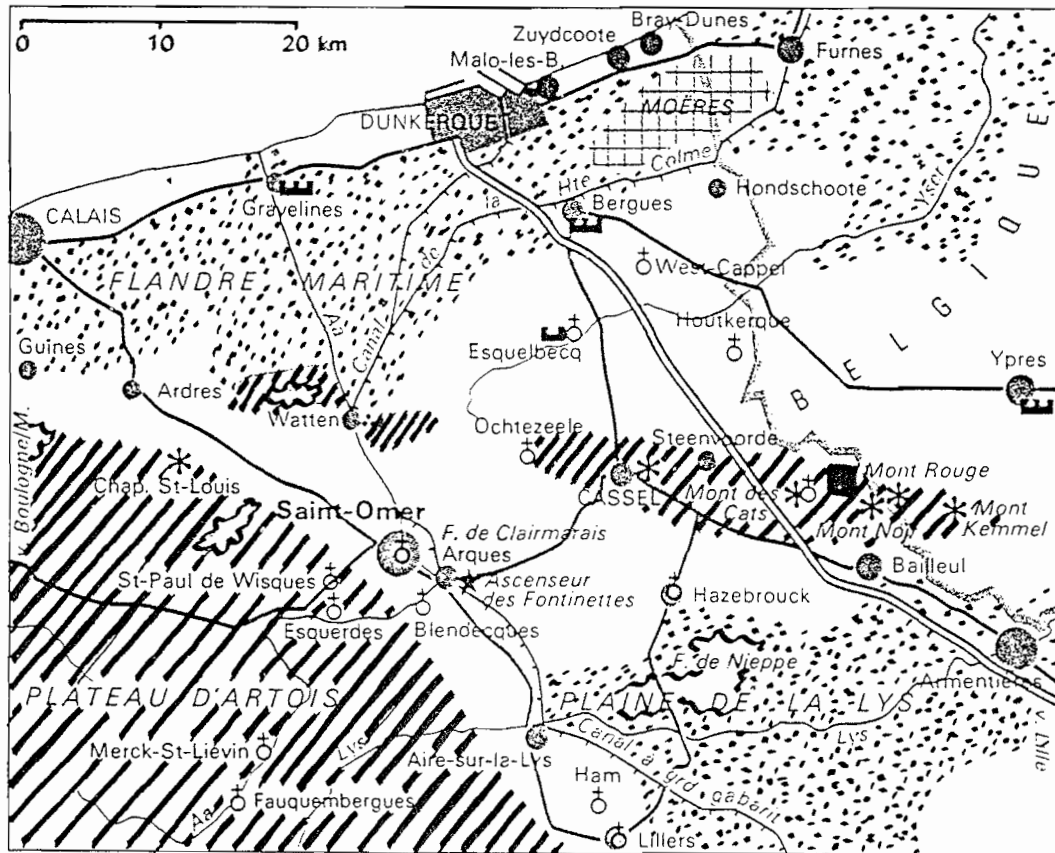 0 10 20 km
Bray-Dunes
Zuydcoote
Furnes
Malo-les-B.
MOËRES
DUNKERQUE
Hte Colme
Hondschoote
Gravelines
Bergues
Yser
CALAIS
Canal de la
West-Cappel
FLANDRE MARITIME
Aa
BELGIQUE
Houtkerque
Guines
Esquelbecq
Ypres
Ardres
Watten
Ochtezeele
Steenvoorde
v. Boulogne/M.
Mont Rouge
Chap. St-Louis
CASSEL
Mont des
Cats
Mont Noir
Mont
Kemmel
Saint-Omer
F. de Clairmarais
Arques
Bailleul
St-Paul de Wisques
Ascenseur
des Fontinettes
Hazebrouck
Esquerdes
Blendecques
F. de Nieppe
PLATEAU D'ARTOIS
PLAINE DE LA LYS
Armentières
Lys
Lys
v. Lille
Merck-St-Liévin
Aire-sur-la-Lys
Canal à grd gabarit
Ham
Aa
Fauquembergues
Lillers